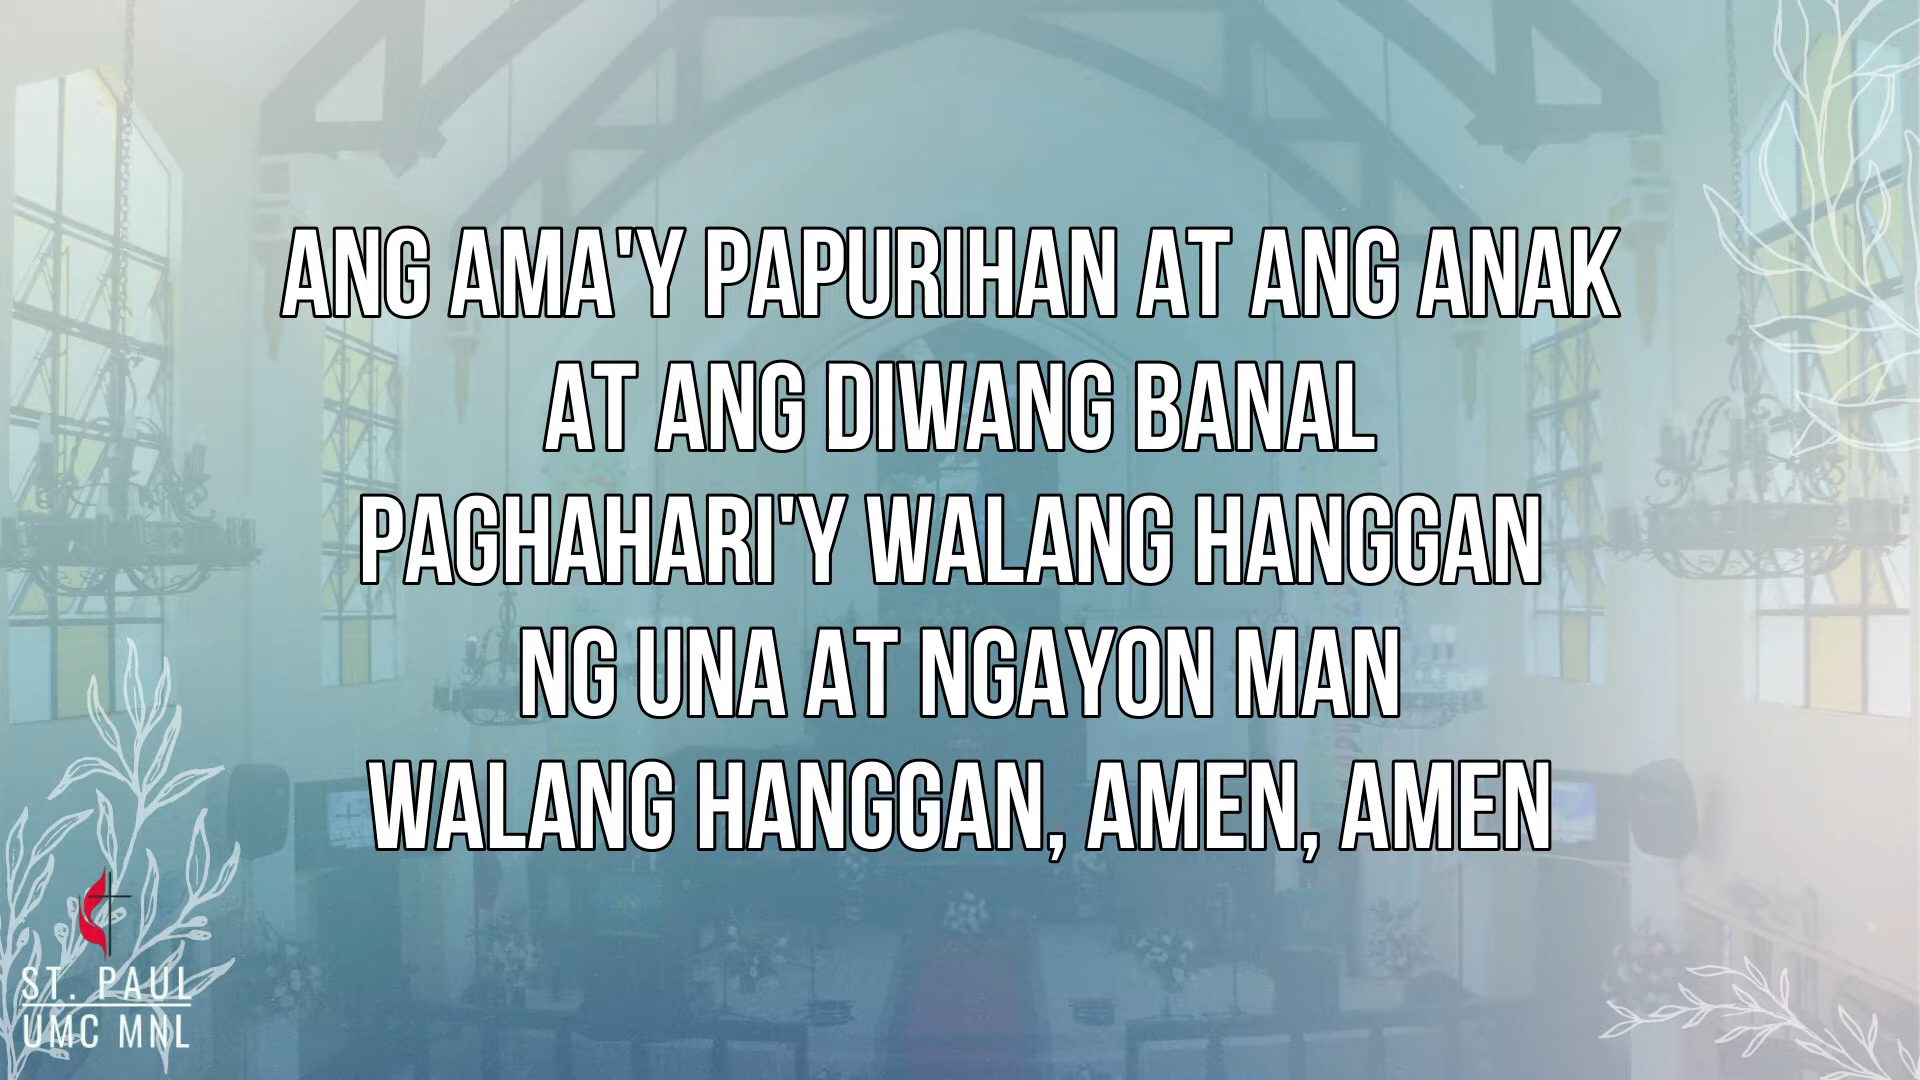 ANG AMA'Y PAPURIHAN AT ANG ANAK
AT ANG DIWANG BANAL
PAGHAHARI'Y WALANG HANGGAN
NG UNA AT NGAYON MAN
WALANG HANGGAN, AMEN, AMEN
ST. PAUL
UMC MNL